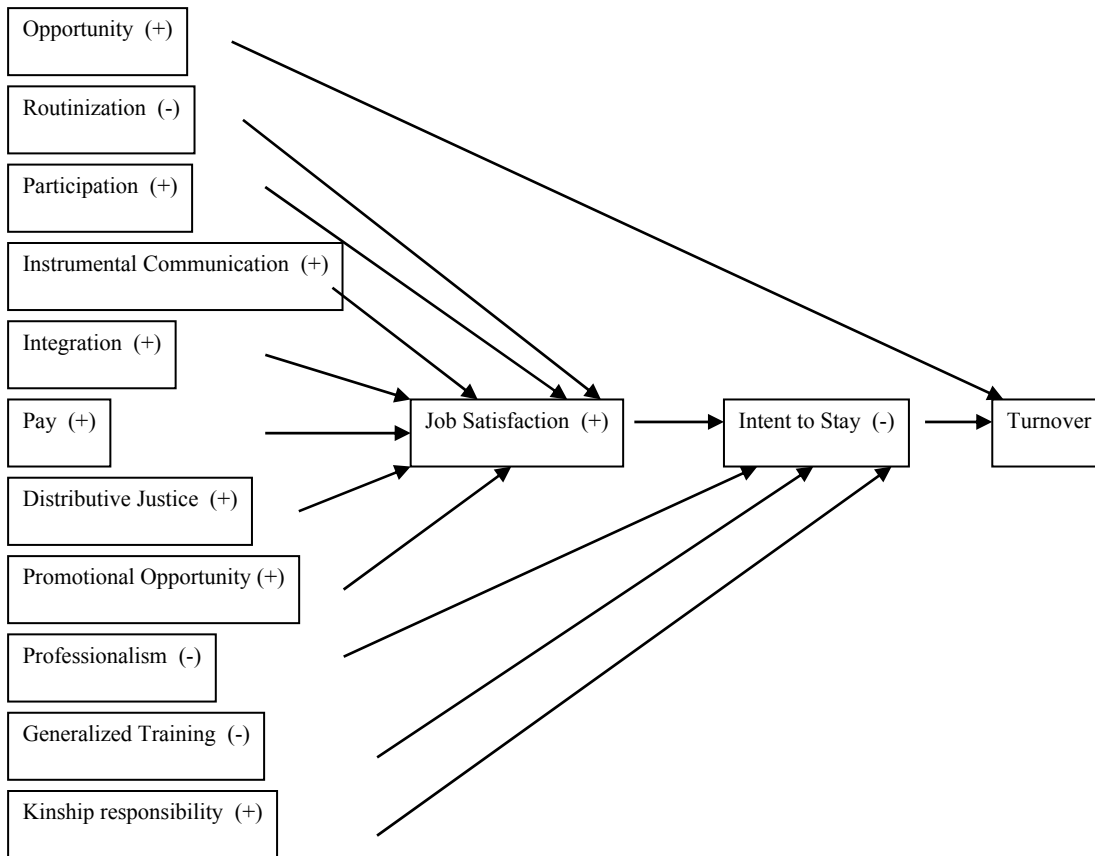 Opportunity (+)
Routinization (-)
Participation (+)
Instrumental Communication (+)
Integration (+)
Pay (+)
Job Satisfaction (+)
Intent to Stay (-)
Turnover
Distributive Justice (+)
Promotional Opportunity (+)
Professionalism (-)
Generalized Training (-)
Kinship responsibility (+)